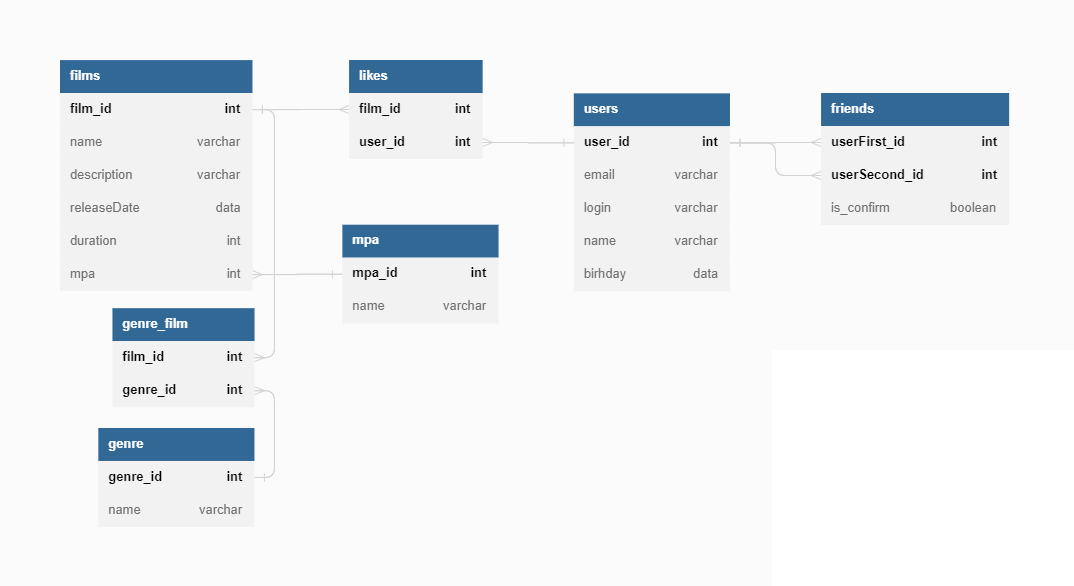 films
film_id int
name varchar
description varchar
releaseDate data
duration int
mpa int
likes
film_id int
user_id int
users
user_id int
email varchar
login varchar
name varchar
birhday data
friends
userFirst_id int
userSecond_id int
is_confirm boolean
mpa
mpa_id int
name varchar
genre_film
film_id int
genre_id int
genre
genre_id int
name varchar